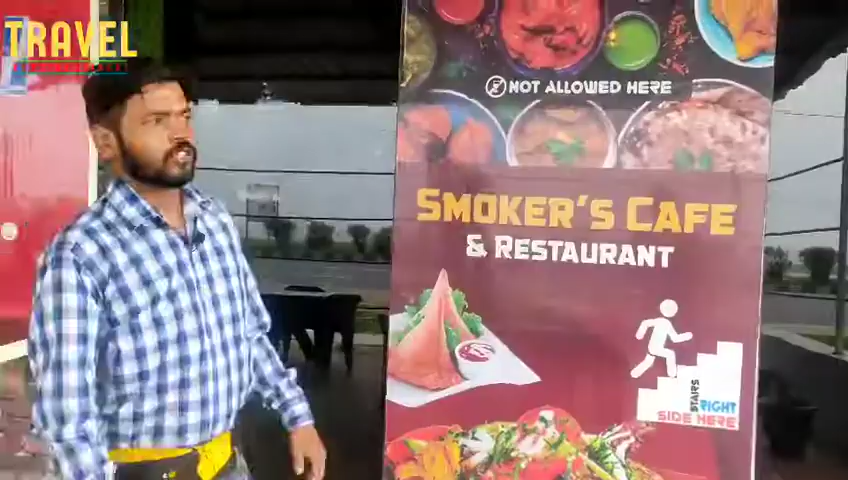 TRAVEL
NOT ALLOWED HERE
SMOKER'S CAFE
& RESTAURANT
STAIRS
RIGHT
SIDE HERE